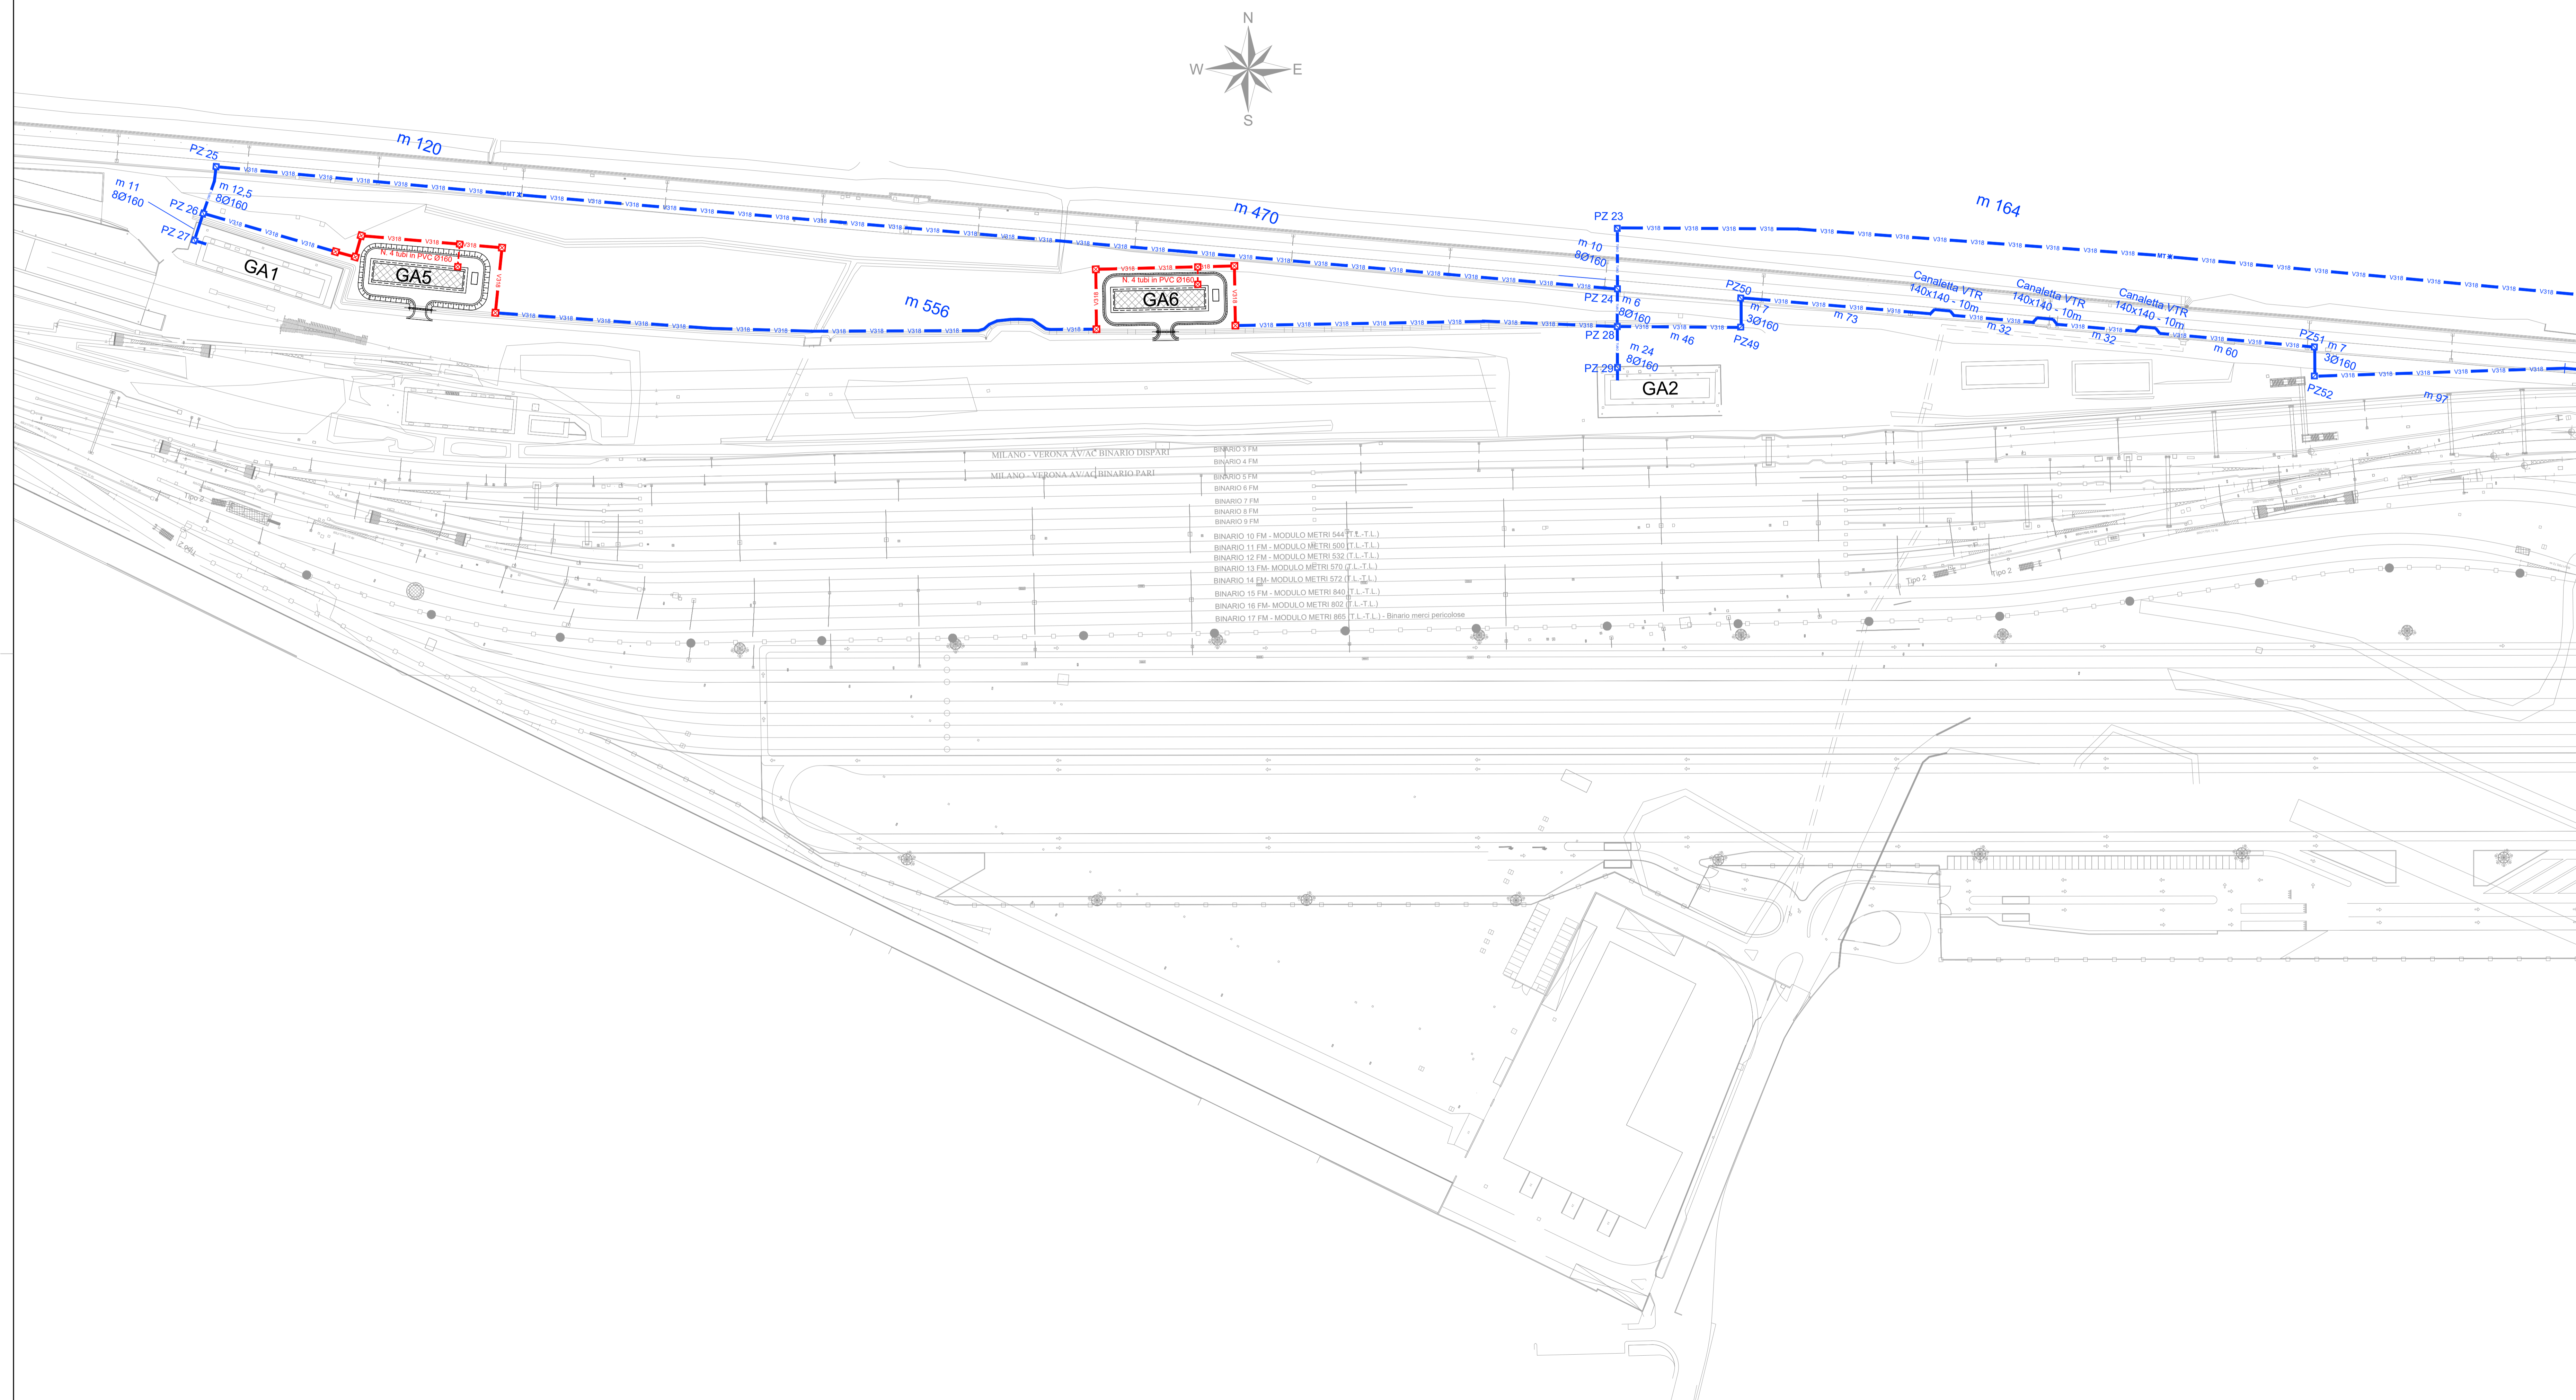 N
W
E
S
m 120
PZ 25
m 11
8Ø160
m 12,5
8Ø160
PZ 26
PZ 27
V318
MT
GA1
N. 4 tubi in PVC Ø160
GA5
m 470
m 556
N. 4 tubi in PVC Ø160
GA6
m 164
PZ 23
m 10
8Ø160
PZ 24
m 6
8Ø160
PZ 28
m 24
8Ø160
PZ 29
GA2
PZ50
m 7
3Ø160
m 46
PZ49
m 73
Canaletta VTR
140x140 - 10m
m 32
Canaletta VTR
140x140 - 10m
m 32
Canaletta VTR
140x140 - 10m
m 60
MT
PZ51
m 7
3Ø160
PZ52
m 97
MILANO - VERONA AV/AC BINARIO DISPARI
MILANO - VERONA AV/AC BINARIO PARI
BINARIO 3 FM
BINARIO 4 FM
BINARIO 5 FM
BINARIO 6 FM
BINARIO 7 FM
BINARIO 8 FM
BINARIO 9 FM
BINARIO 10 FM - MODULO METRI 544 (T.L.-T.L.)
BINARIO 11 FM - MODULO METRI 500 (T.L.-T.L.)
BINARIO 12 FM - MODULO METRI 532 (T.L.-T.L.)
BINARIO 13 FM- MODULO METRI 570 (T.L.-T.L.)
BINARIO 14 FM- MODULO METRI 572 (T.L.-T.L.)
BINARIO 15 FM - MODULO METRI 840 (T.L.-T.L.)
BINARIO 16 FM- MODULO METRI 802 (T.L.-T.L.)
BINARIO 17 FM - MODULO METRI 865 (T.L.-T.L.) - Binario merci pericolose
Tipo 2
Tipo 2
Tipo 2
Tipo 2